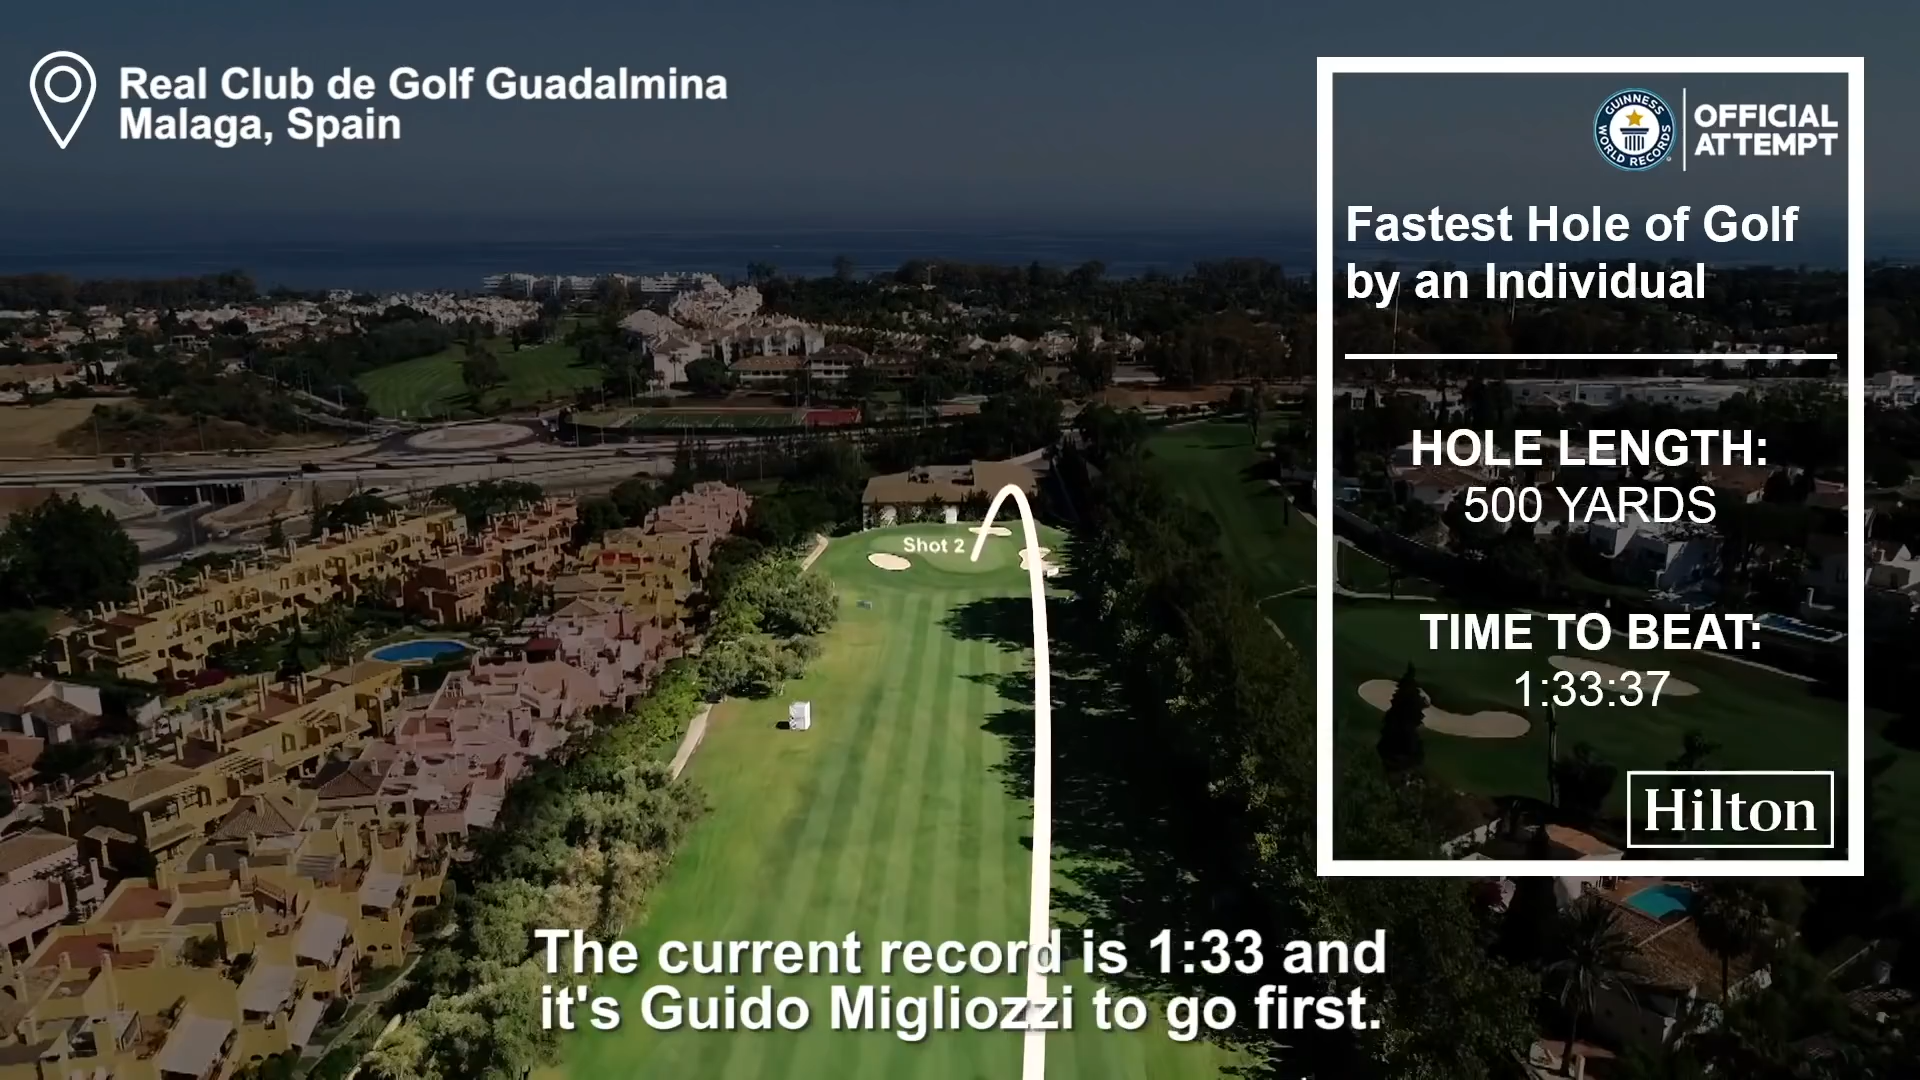 Real Club de Golf Guadalmina
Malaga, Spain
GUINNESS WORLD RECORDS
OFFICIAL
ATTEMPT
Fastest Hole of Golf
by an Individual
HOLE LENGTH:
500 YARDS
TIME TO BEAT:
1:33:37
Hilton
Shot 2
The current record is 1:33 and
it's Guido Migliozzi to go first.